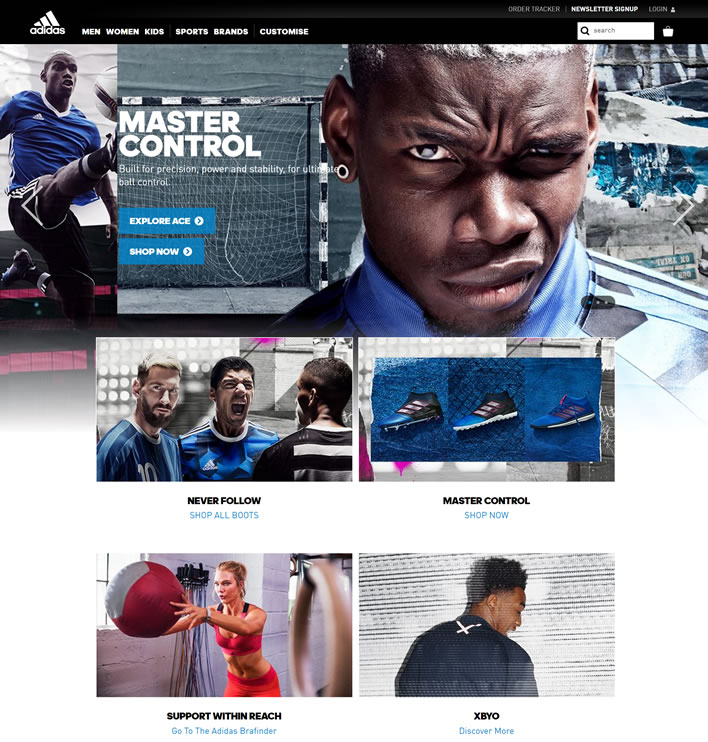 ORDER TRACKER | NEWSLETTER SIGNUP LOGIN
adidas
MEN WOMEN KIDS SPORTS BRANDS CUSTOMISE
search
MASTER
CONTROL
Built for precision, power and stability, for ultimate
ball control.
EXPLORE ACE
SHOP NOW
10
adidas
NEVER FOLLOW
SHOP ALL BOOTS
MASTER CONTROL
SHOP NOW
SUPPORT WITHIN REACH
Go To The Adidas Brafinder
XBYO
Discover More